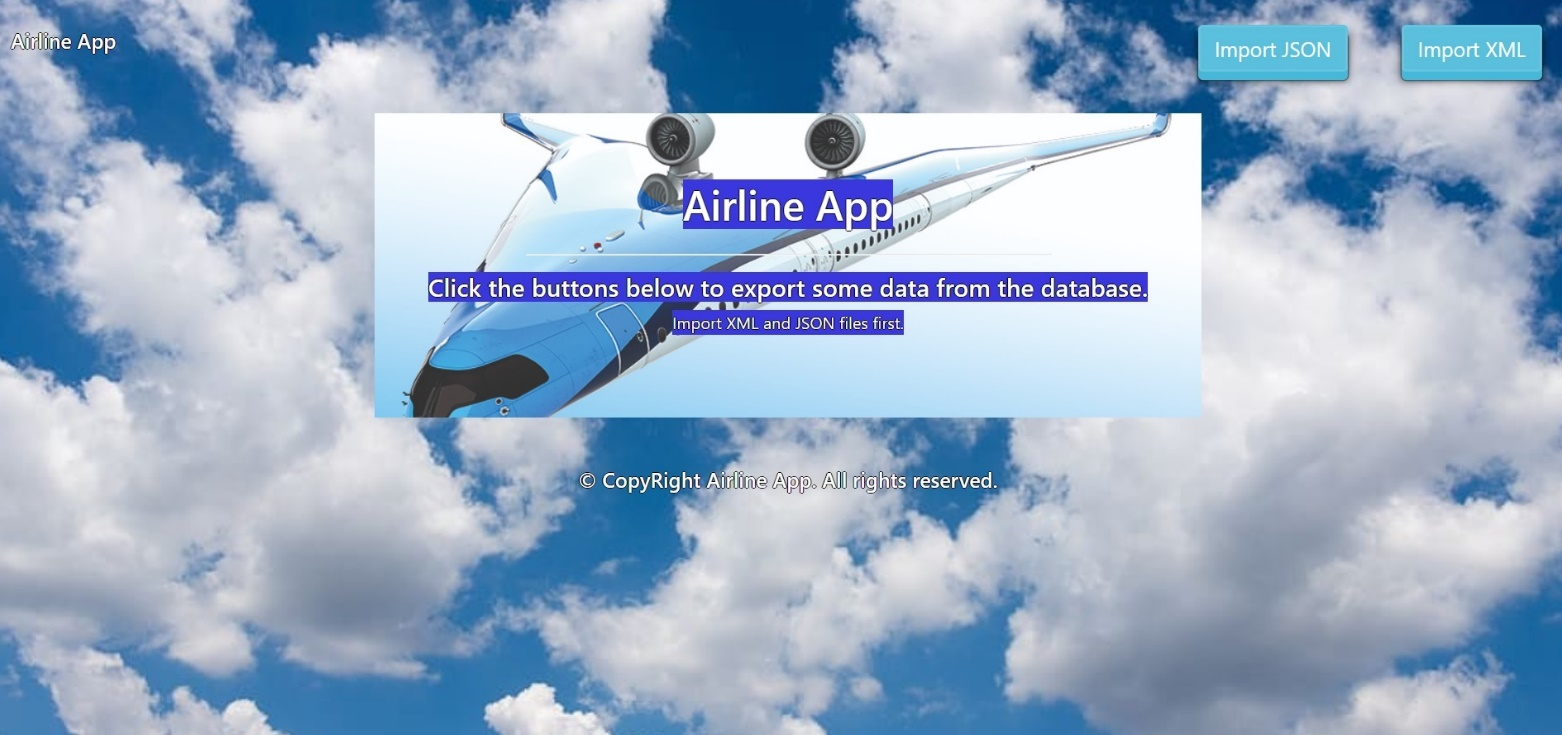 Airline App
Import JSON
Import XML
Airline App
Click the buttons below to export some data from the database.
Import XML and JSON files first.
© CopyRight Airline App. All rights reserved.